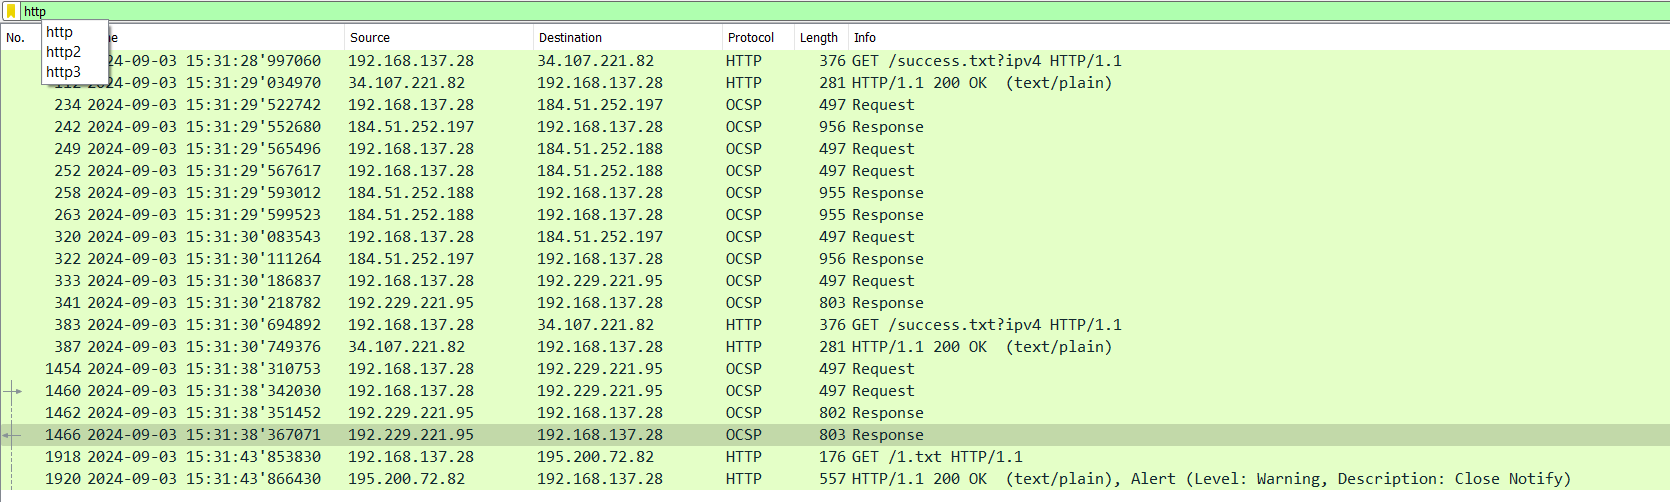 http
No. me Source Destination Protocol Length Info
http
http2
http3
2024-09-03 15:31:28'997060 192.168.137.28 34.107.221.82 HTTP 376 GET /success.txt?ipv4 HTTP/1.1
112 2024-09-03 15:31:29'034970 34.107.221.82 192.168.137.28 HTTP 281 HTTP/1.1 200 OK (text/plain)
234 2024-09-03 15:31:29'522742 192.168.137.28 184.51.252.197 OCSP 497 Request
242 2024-09-03 15:31:29'552680 184.51.252.197 192.168.137.28 OCSP 956 Response
249 2024-09-03 15:31:29'565496 192.168.137.28 184.51.252.188 OCSP 497 Request
252 2024-09-03 15:31:29'567617 192.168.137.28 184.51.252.188 OCSP 497 Request
258 2024-09-03 15:31:29'593012 184.51.252.188 192.168.137.28 OCSP 955 Response
263 2024-09-03 15:31:29'599523 184.51.252.188 192.168.137.28 OCSP 955 Response
320 2024-09-03 15:31:30'083543 192.168.137.28 184.51.252.197 OCSP 497 Request
322 2024-09-03 15:31:30'111264 184.51.252.197 192.168.137.28 OCSP 956 Response
333 2024-09-03 15:31:30'186837 192.168.137.28 192.229.221.95 OCSP 497 Request
341 2024-09-03 15:31:30'218782 192.229.221.95 192.168.137.28 OCSP 803 Response
383 2024-09-03 15:31:30'694892 192.168.137.28 34.107.221.82 HTTP 376 GET /success.txt?ipv4 HTTP/1.1
387 2024-09-03 15:31:30'749376 34.107.221.82 192.168.137.28 HTTP 281 HTTP/1.1 200 OK (text/plain)
1454 2024-09-03 15:31:38'310753 192.168.137.28 192.229.221.95 OCSP 497 Request
1460 2024-09-03 15:31:38'342030 192.168.137.28 192.229.221.95 OCSP 497 Request
1462 2024-09-03 15:31:38'351452 192.229.221.95 192.168.137.28 OCSP 802 Response
1466 2024-09-03 15:31:38'367071 192.229.221.95 192.168.137.28 OCSP 803 Response
1918 2024-09-03 15:31:43'853830 192.168.137.28 195.200.72.82 HTTP 176 GET /1.txt HTTP/1.1
1920 2024-09-03 15:31:43'866430 195.200.72.82 192.168.137.28 HTTP 557 HTTP/1.1 200 OK (text/plain), Alert (Level: Warning, Description: Close Notify)